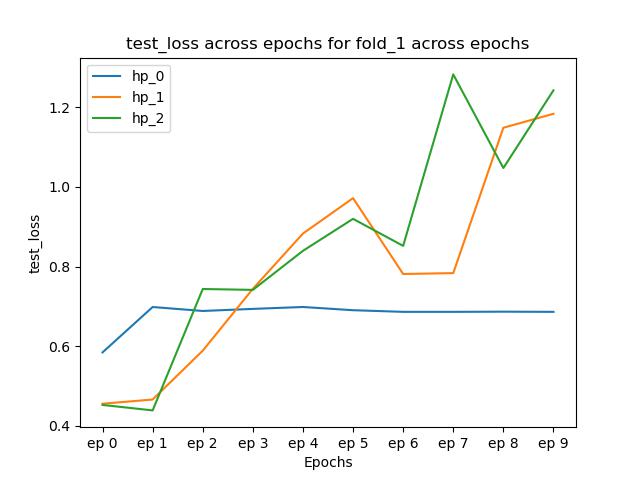 test_loss across epochs for fold_1 across epochs
hp_0
hp_1
hp_2
1.2
1.0
0.8
0.6
0.4
test_loss
ep 0 ep 1 ep 2 ep 3 ep 4 ep 5 ep 6 ep 7 ep 8 ep 9
Epochs